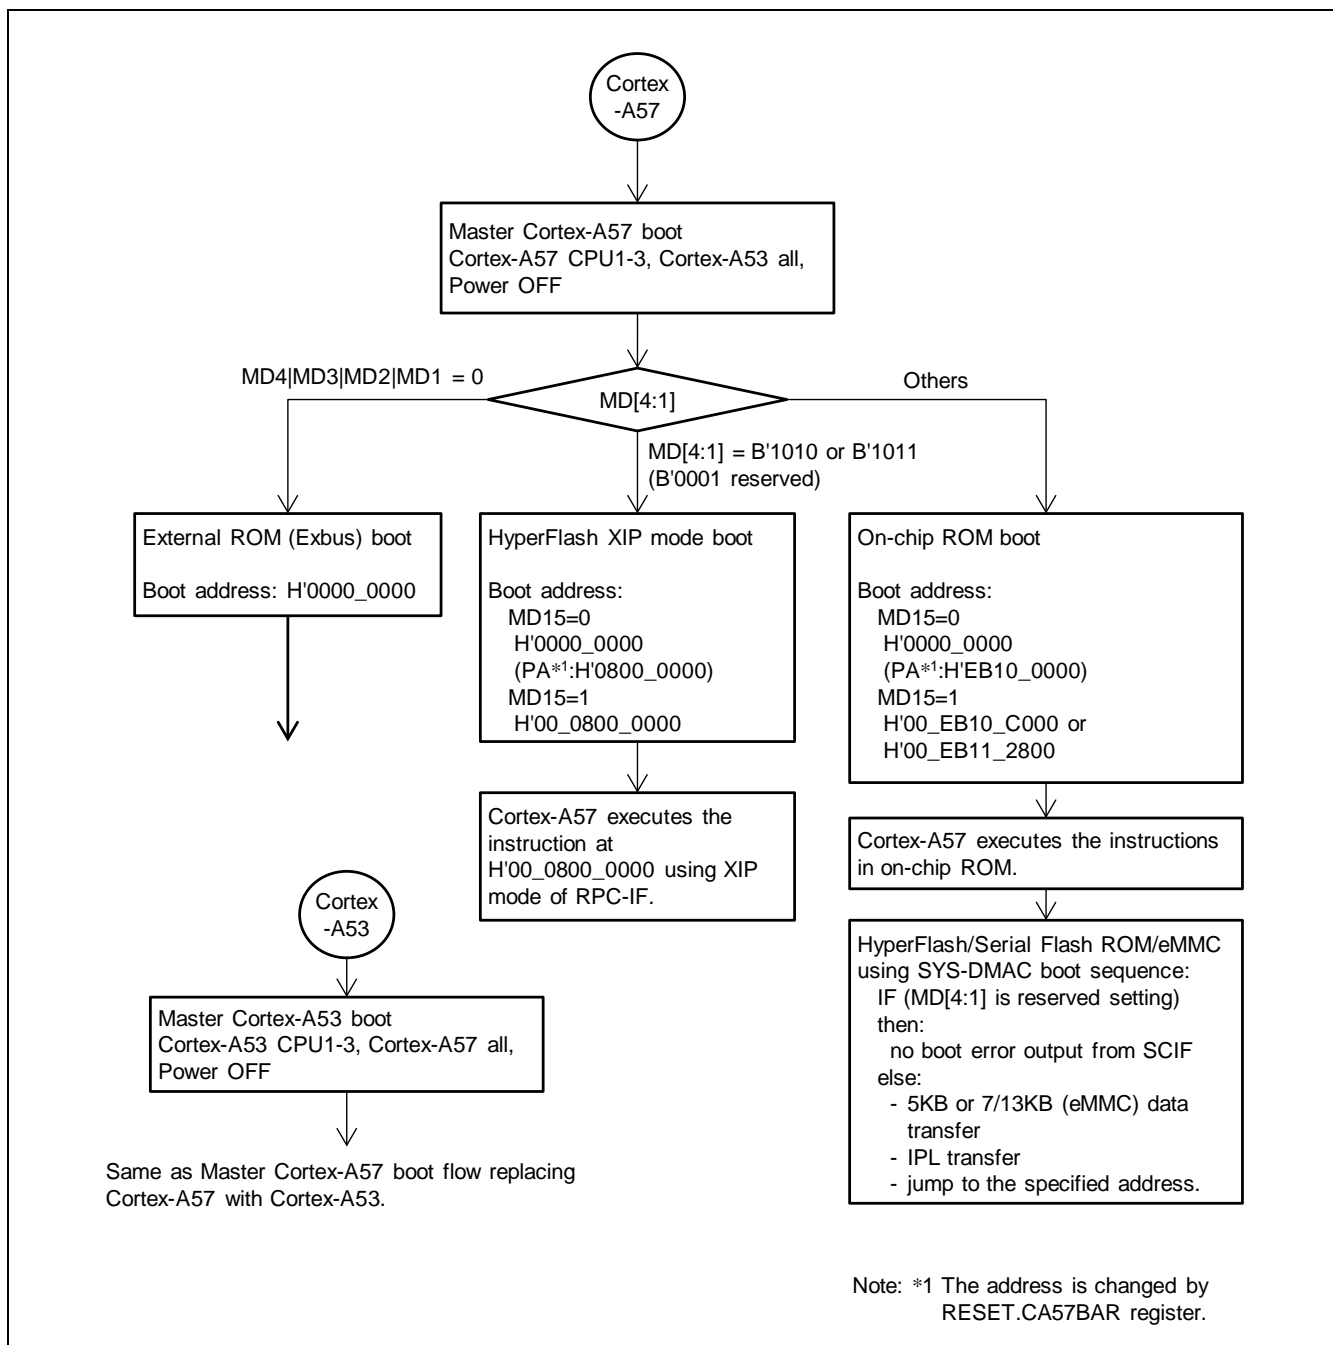 Cortex
-A57
Master Cortex-A57 boot
Cortex-A57 CPU1-3, Cortex-A53 all,
Power OFF
MD4|MD3|MD2|MD1 = 0
MD[4:1]
Others
MD[4:1] = B'1010 or B'1011
(B'0001 reserved)
External ROM (Exbus) boot
Boot address: H'0000_0000
HyperFlash XIP mode boot
Boot address:
MD15=0
H'0000_0000
(PA*1:H'0800_0000)
MD15=1
H'00_0800_0000
Cortex-A57 executes the
instruction at
H'00_0800_0000 using XIP
mode of RPC-IF.
On-chip ROM boot
Boot address:
MD15=0
H'0000_0000
(PA*1:H'EB10_0000)
MD15=1
H'00_EB10_C000 or
H'00_EB11_2800
Cortex-A57 executes the instructions
in on-chip ROM.
HyperFlash/Serial Flash ROM/eMMC
using SYS-DMAC boot sequence:
IF (MD[4:1] is reserved setting)
then:
no boot error output from SCIF
else:
- 5KB or 7/13KB (eMMC) data
transfer
- IPL transfer
- jump to the specified address.
Cortex
-A53
Master Cortex-A53 boot
Cortex-A53 CPU1-3, Cortex-A57 all,
Power OFF
Same as Master Cortex-A57 boot flow replacing
Cortex-A57 with Cortex-A53.
Note: *1 The address is changed by
RESET.CA57BAR register.